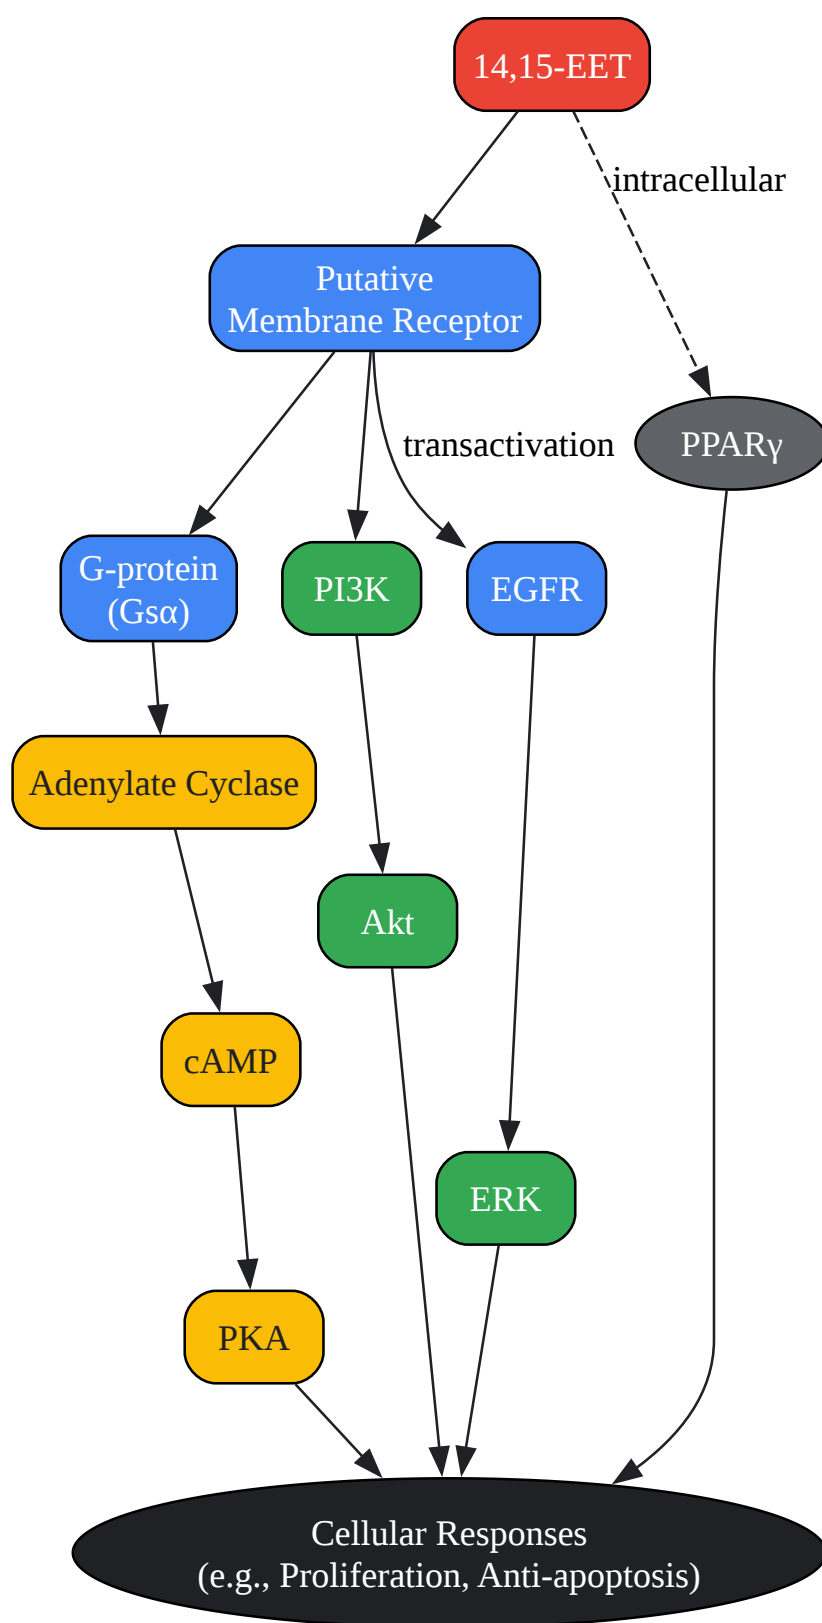 14,15-EET
intracellular
Putative
Membrane Receptor
transactivation
PPARγ
G-protein
(Gsα)
PI3K
EGFR
Adenylate Cyclase
Akt
cAMP
ERK
PKA
Cellular Responses
(e.g., Proliferation, Anti-apoptosis)